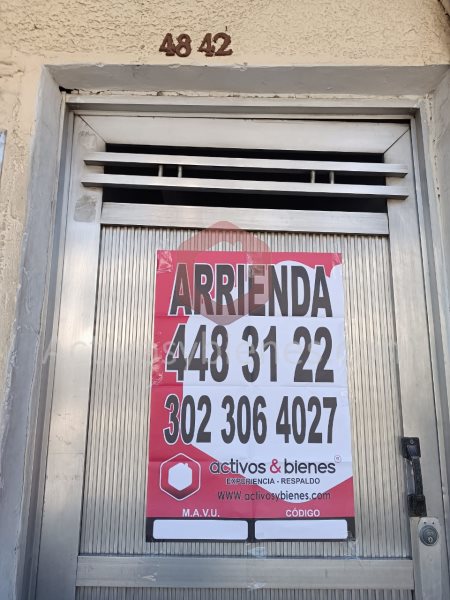 48 42
ARRIENDA
448 31 22
302 306 4027
activos & bienes®
EXPERIENCIA - RESPALDO
www.activosybienes.com
M.A.V.U. CÓDIGO